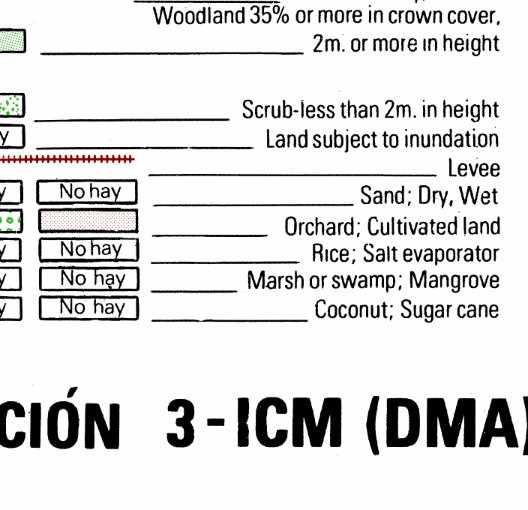 Woodland 35% or more in crown cover,
2m. or more in height
Scrub-less than 2m. in height
y Land subject to inundation
Levee
y No hay Sand; Dry, Wet
Orchard; Cultivated land
y No hay Rice; Salt evaporator
y No hay Marsh or swamp; Mangrove
y No hay Coconut; Sugar cane
CIÓN 3-ICM (DMA)